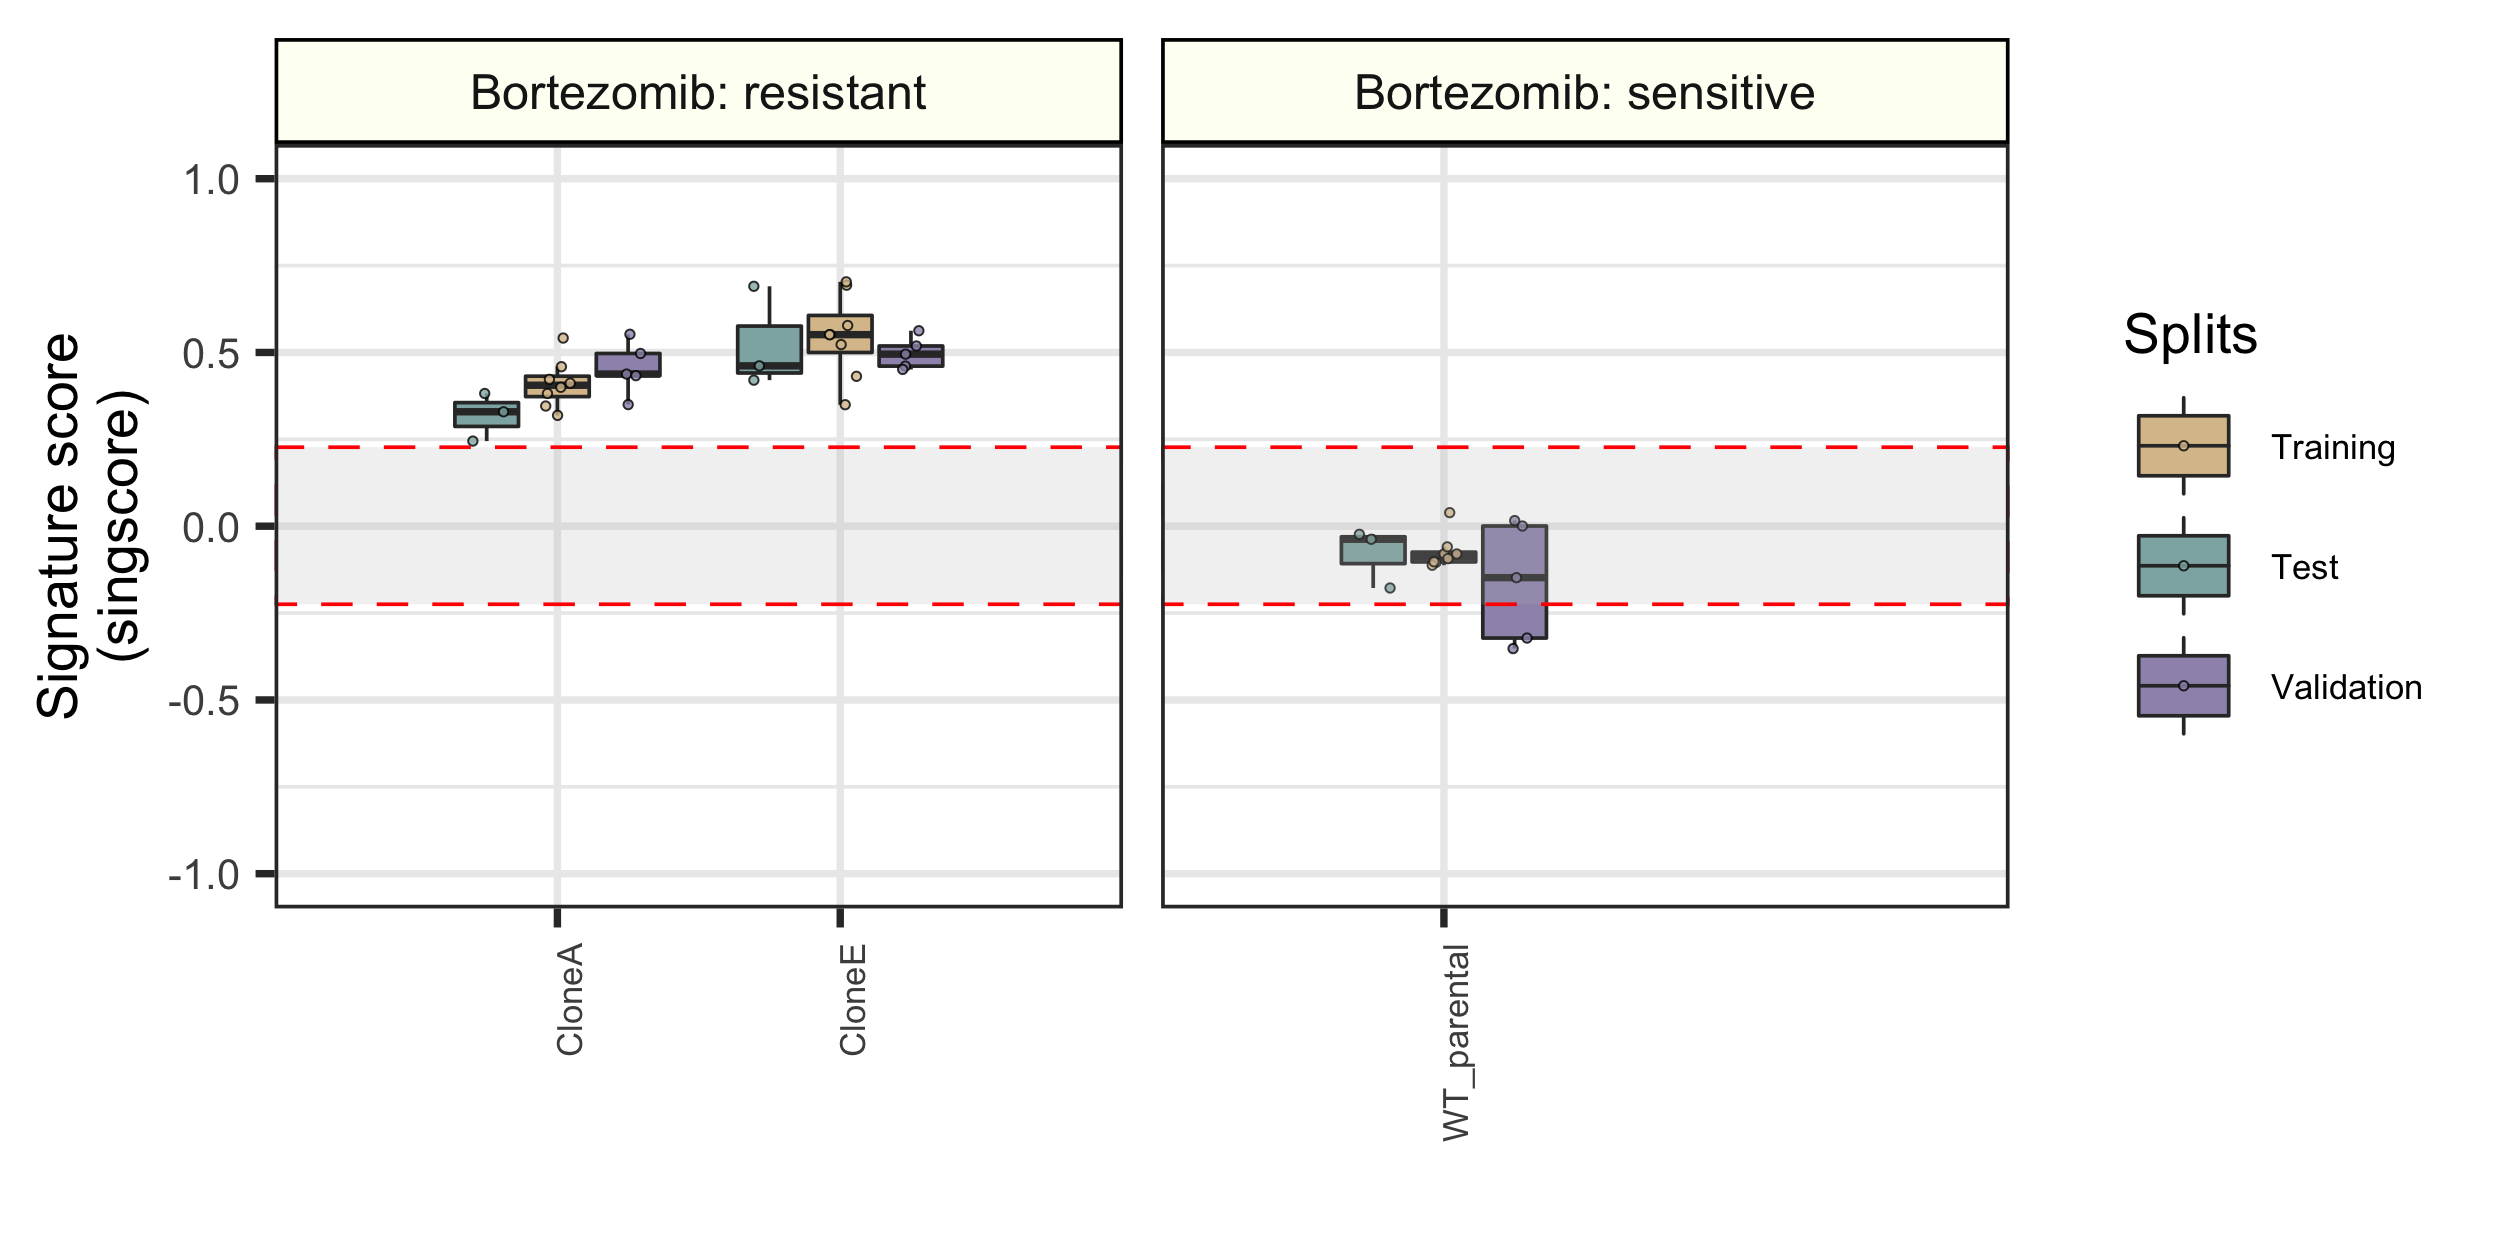 Bortezomib: resistant
Bortezomib: sensitive
Signature score
(singscore)
1.0
0.5
0.0
-0.5
-1.0
CloneA
CloneE
WT_parental
Splits
Training
Test
Validation